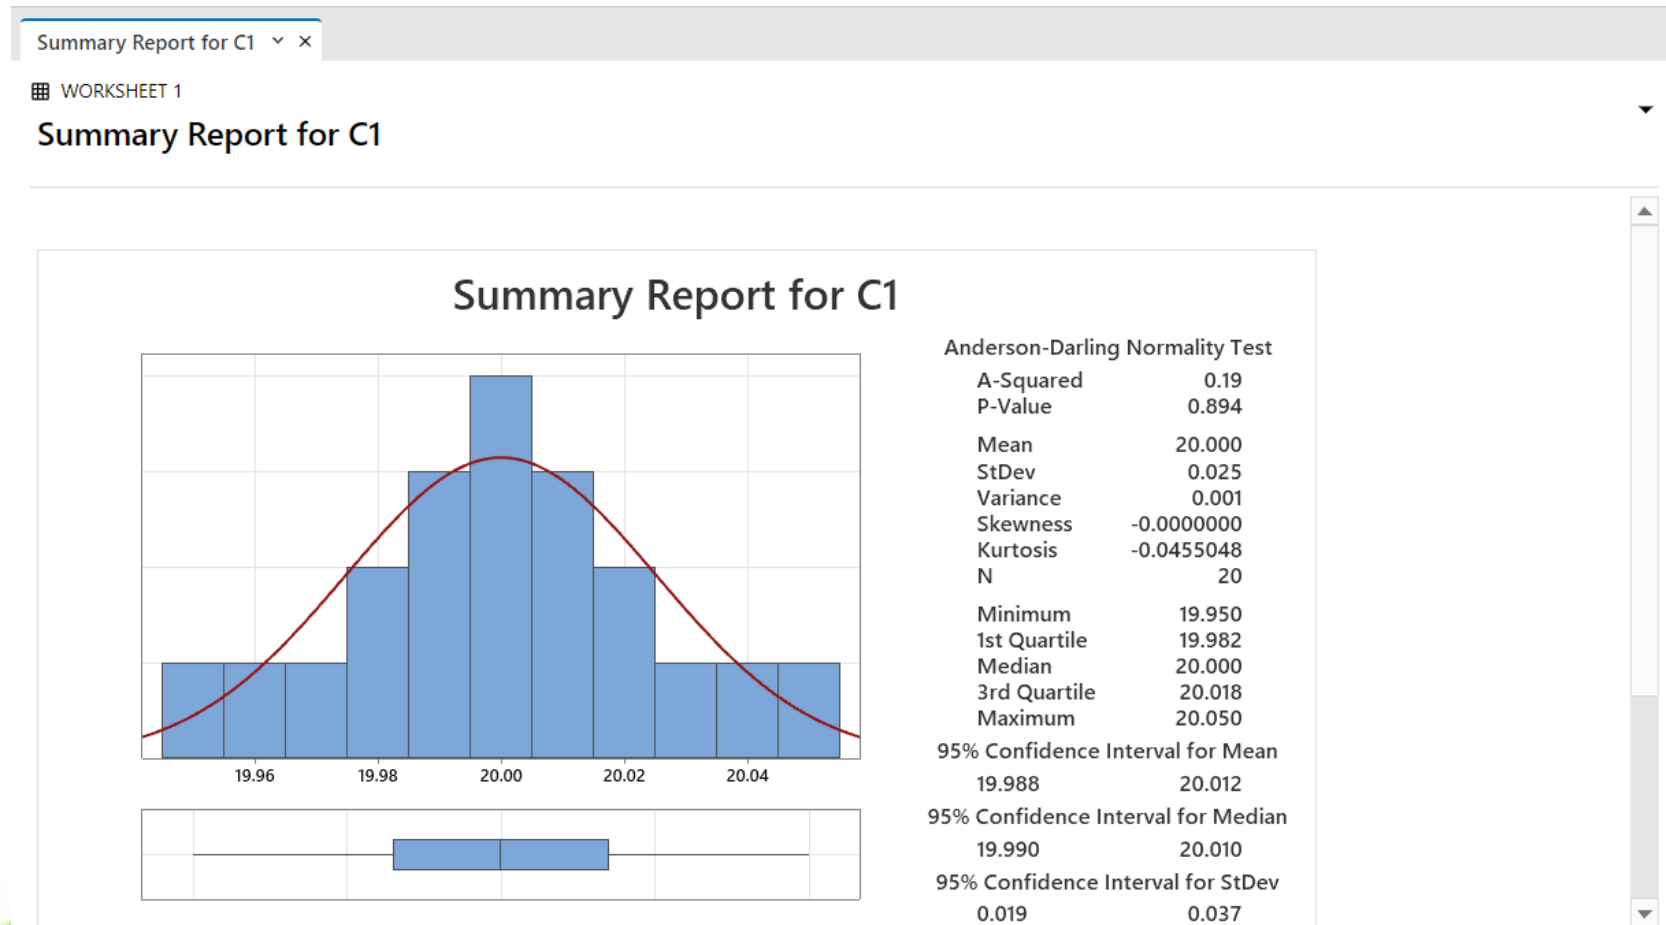 Summary Report for C1
WORKSHEET 1
Summary Report for C1
Summary Report for C1
19.96 19.98 20.00 20.02 20.04
Anderson-Darling Normality Test
A-Squared 0.19
P-Value 0.894
Mean 20.000
StDev 0.025
Variance 0.001
Skewness -0.0000000
Kurtosis -0.0455048
N 20
Minimum 19.950
1st Quartile 19.982
Median 20.000
3rd Quartile 20.018
Maximum 20.050
95% Confidence Interval for Mean
19.988 20.012
95% Confidence Interval for Median
19.990 20.010
95% Confidence Interval for StDev
0.019 0.037